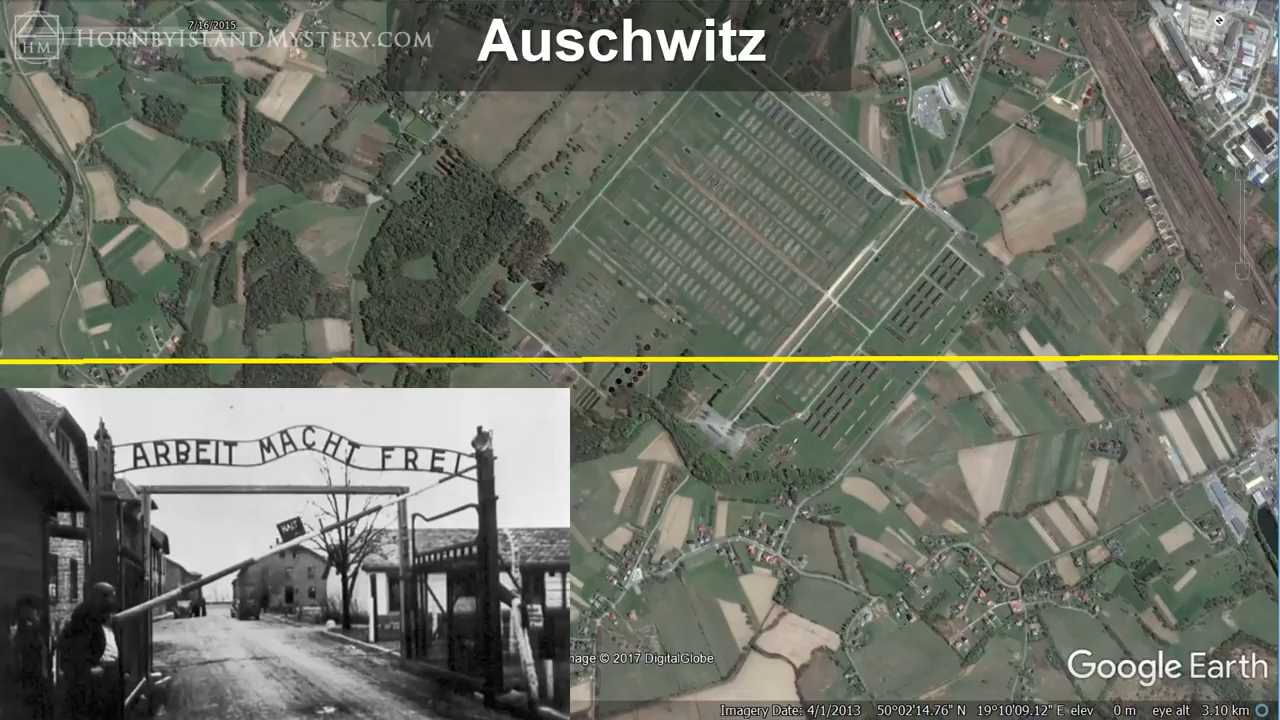 7/16/2015
HM
HORNBYISLANDMYSTERY.COM
Auschwitz
ARBEIT MACHT FREI
HALT
mage © 2017 DigitalGlobe
Google Earth
Imagery Date: 4/1/2013 50°02'14.76" N 19°10'09.12" E elev 0 m eye alt 3.10 km